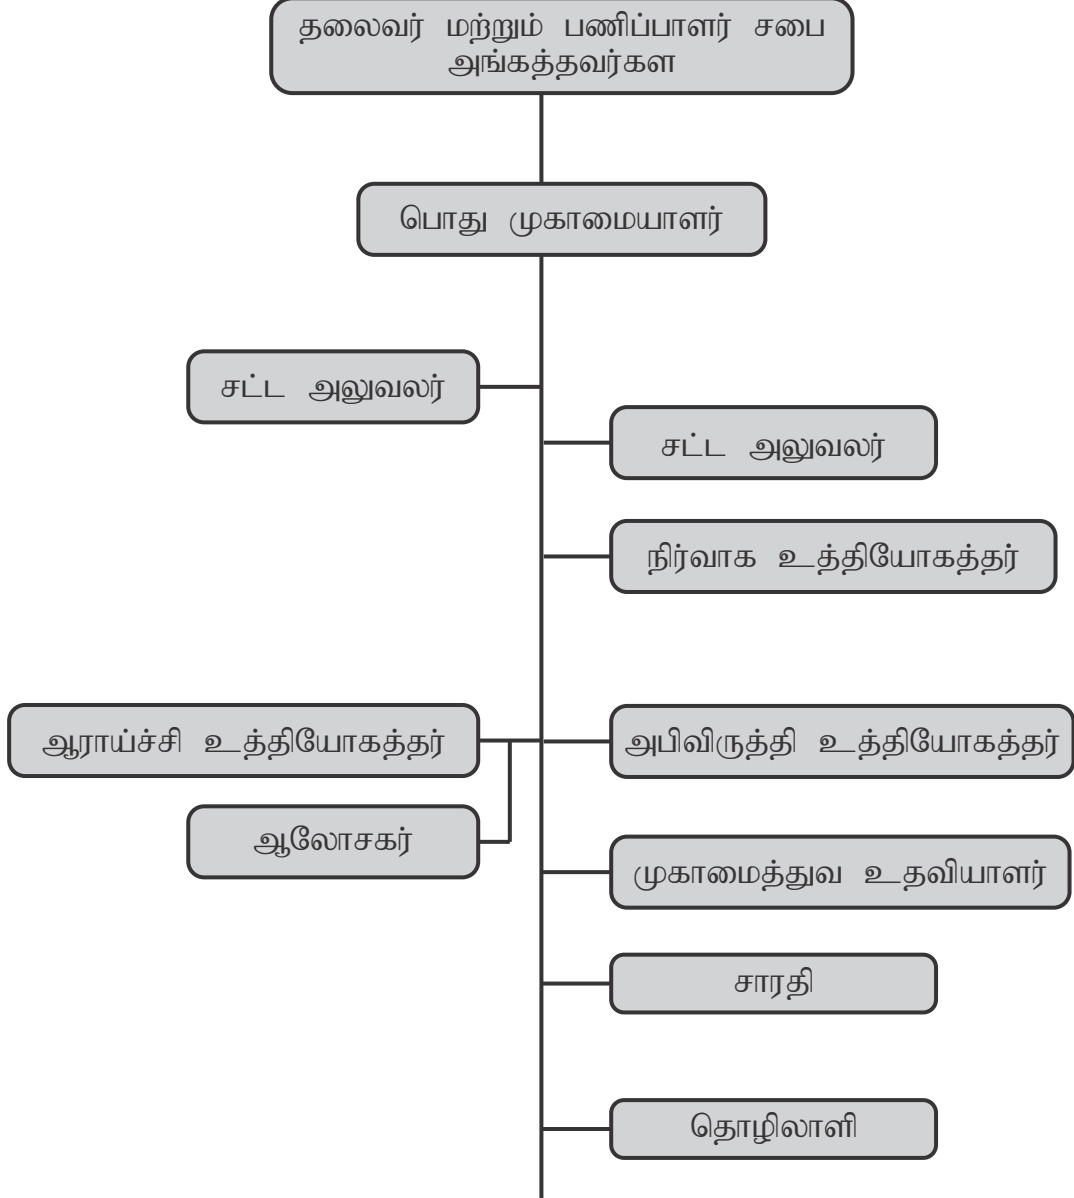 தலைவர் மற்றும் பணிப்பாளர் சபை
அங்கத்தவர்கள
பொது முகாமையாளர்
சட்ட அலுவலர்
சட்ட அலுவலர்
நிர்வாக உத்தியோகத்தர்
ஆராய்ச்சி உத்தியோகத்தர்
அபிவிருத்தி உத்தியோகத்தர்
ஆலோசகர்
முகாமைத்துவ உதவியாளர்
சாரதி
தொழிலாளி